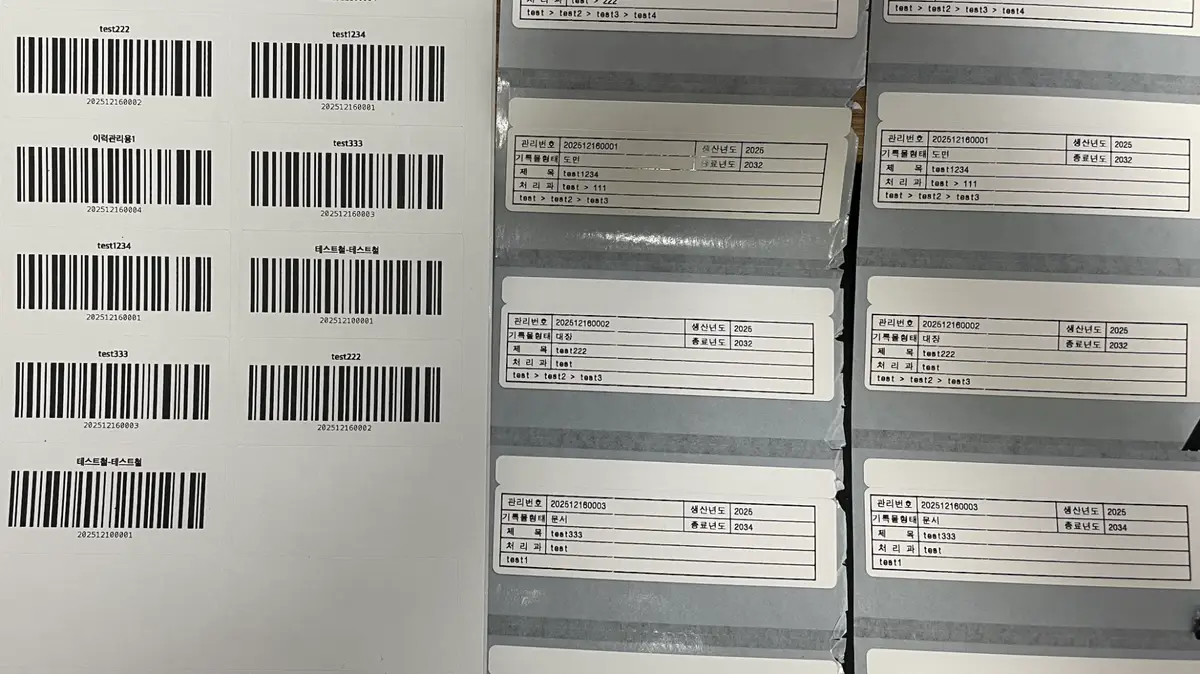 test222
202512160002
test1234
202512160001
이력관리용1
202512160004
test333
202512160003
test1234
202512160001
테스트철-테스트철
202512100001
test333
202512160003
test222
202512160002
테스트철-테스트철
202512100001
처 리 과 test > 222
test > test2 > test3 > test4
관리번호 202512160001 생산년도 2025
기록물형태 도면 종료년도 2032
제 목 test1234
처 리 과 test > 111
test > test2 > test3
관리번호 202512160002 생산년도 2025
기록물형태 대장 종료년도 2032
제 목 test222
처 리 과 test
test > test2 > test3
관리번호 202512160003 생산년도 2025
기록물형태 문서 종료년도 2034
제 목 test333
처 리 과 test
test1
test > test2 > test3 > test4
관리번호 202512160001 생산년도 2025
기록물형태 도면 종료년도 2032
제 목 test1234
처 리 과 test > 111
test > test2 > test3
관리번호 202512160002 생산년도 2025
기록물형태 대장 종료년도 2032
제 목 test222
처 리 과 test
test > test2 > test3
관리번호 202512160003 생산년도 2025
기록물형태 문서 종료년도 2034
제 목 test333
처 리 과 test
test1